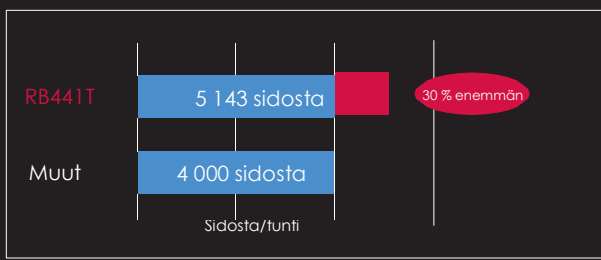 RB441T
5 143 sidosta
30 % enemmän
Muut
4 000 sidosta
Sidosta/tunti